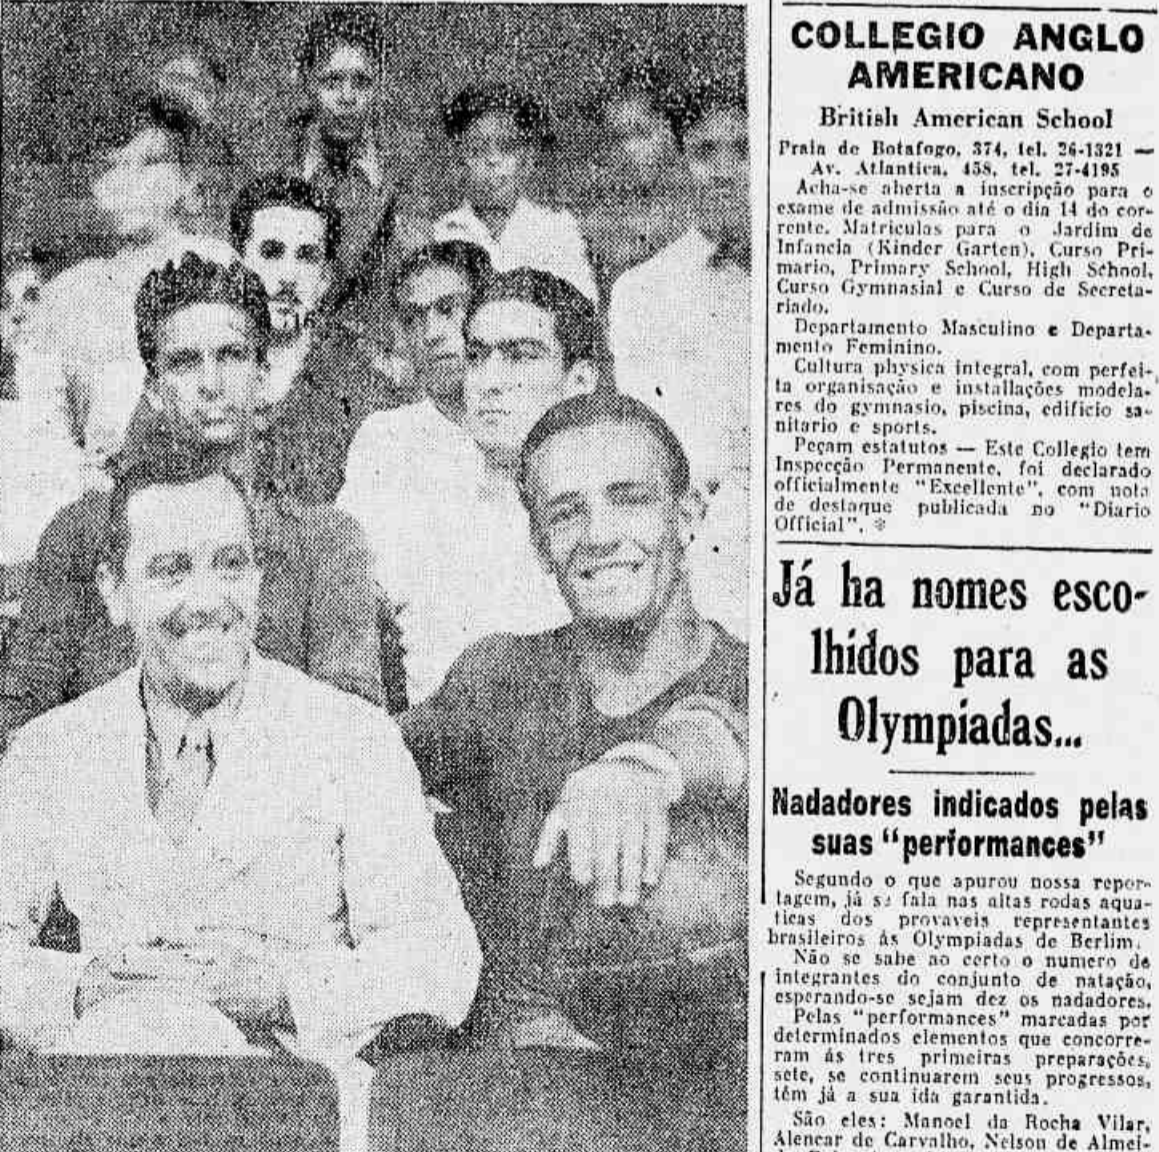 COLLEGIO ANGLO
AMERICANO
British American School
Praia de Botafogo, 374, tel. 26-1321 —
Av. Atlantica, 458, tel. 27-4195
Acha-se aberta a inscripção para o
exame de admissão até o dia 14 do cor-
rente. Matriculas para o Jardim de
Infancia (Kinder Garten), Curso Pri-
mario, Primary School, High School,
Curso Gymnasial e Curso de Secreta-
riado.
Departamento Masculino e Departa-
mento Feminino.
Cultura physica integral, com perfei-
ta organisação e installações modela-
res do gymnasio, piscina, edificio sa-
nitario e sports.
Peçam estatutos — Este Collegio tem
Inspecção Permanente, foi declarado
officialmente "Excellente", com nota
de destaque publicada no "Diario
Official". *
Já ha nomes esco-
lhidos para as
Olympiadas...
Nadadores indicados pelas
suas "performances"
Segundo o que apurou nossa repor-
tagem, já se fala nas altas rodas aqua-
ticas dos provaveis representantes
brasileiros ás Olympiadas de Berlim.
Não se sabe ao certo o numero de
integrantes do conjunto de natação,
esperando-se sejam dez os nadadores.
Pelas "performances" marcadas por
determinados elementos que concorre-
ram ás tres primeiras preparações,
sete, se continuarem seus progressos,
têm já a sua ida garantida.
São eles: Manoel da Rocha Vilar,
Alencar de Carvalho, Nelson de Almei-